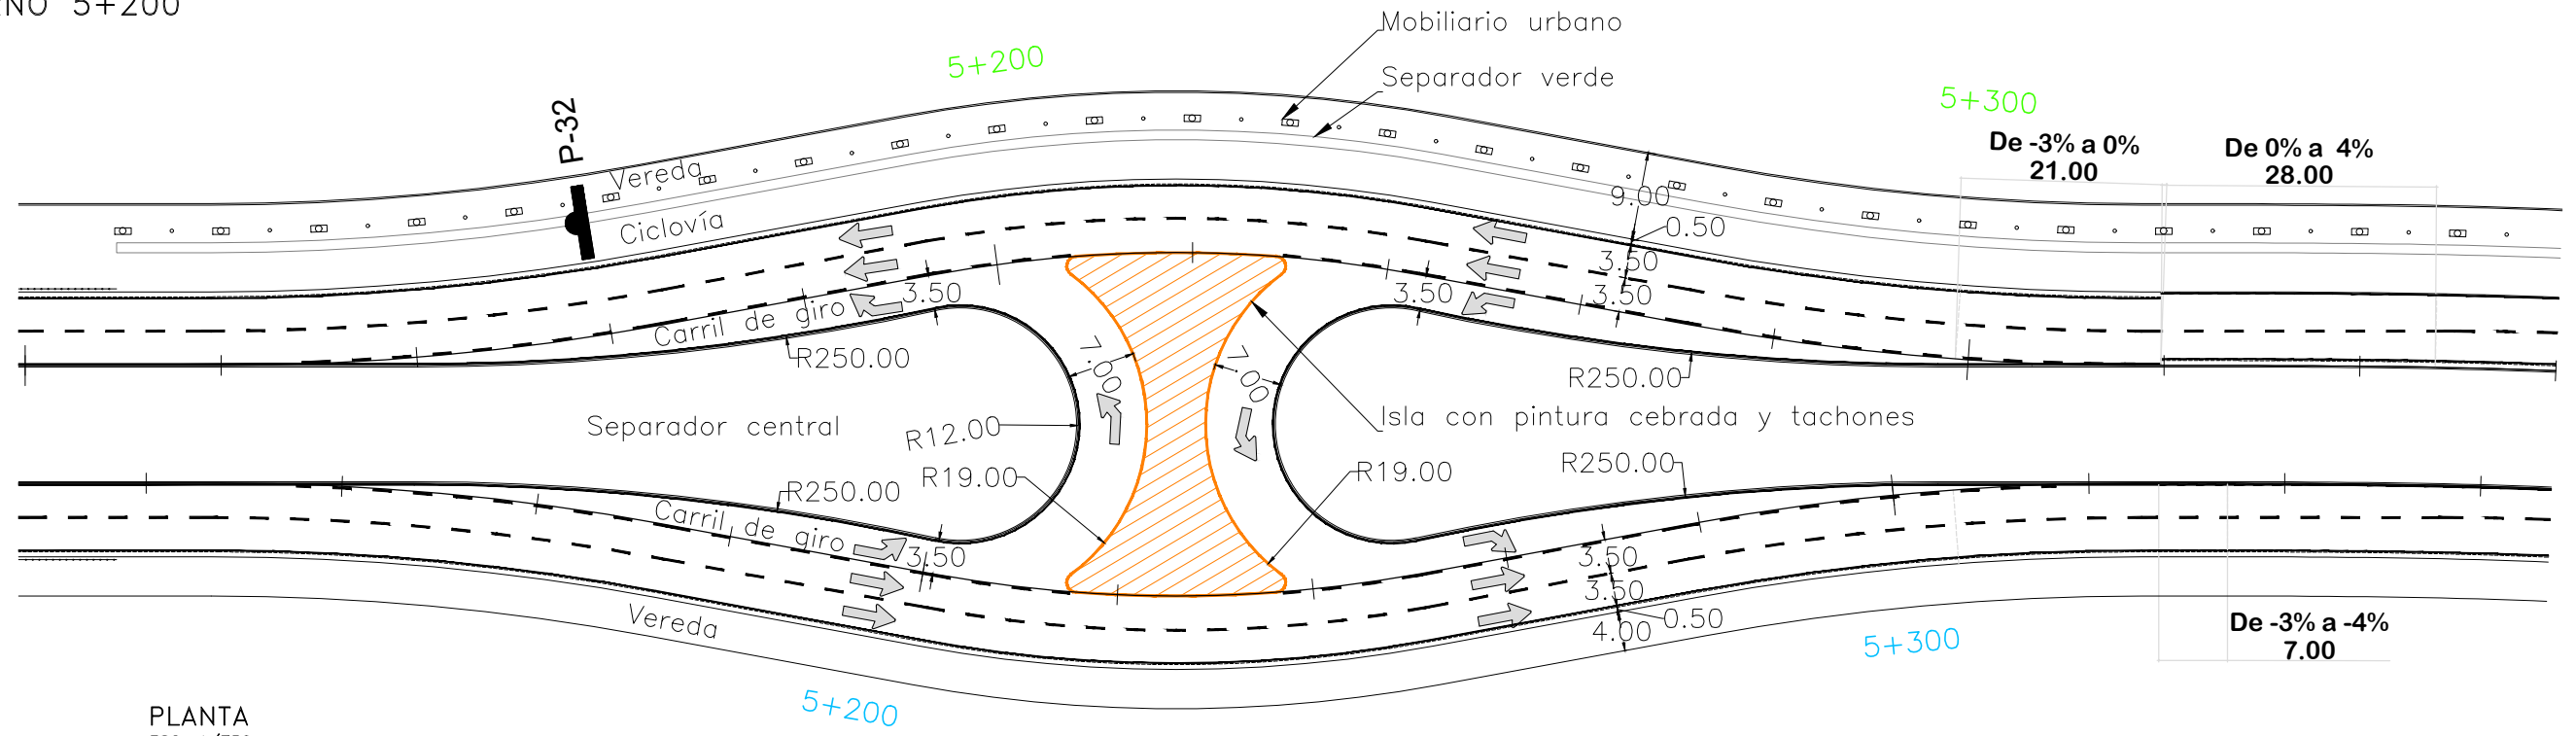 5+200
Mobiliario urbano
5+200
Separador verde
5+300
P-32
De -3% a 0%
21.00
De 0% a 4%
28.00
Vereda
Ciclovía
9.00
0.50
3.50
3.50
3.50
3.50
Carril de giro
R250.00
7.00
7.00
R250.00
Isla con pintura cebrada y tachones
Separador central
R12.00
R19.00
R19.00
R250.00
R250.00
Carril de giro
3.50
3.50
3.50
0.50
4.00
Vereda
De -3% a -4%
7.00
5+300
5+200
PLANTA